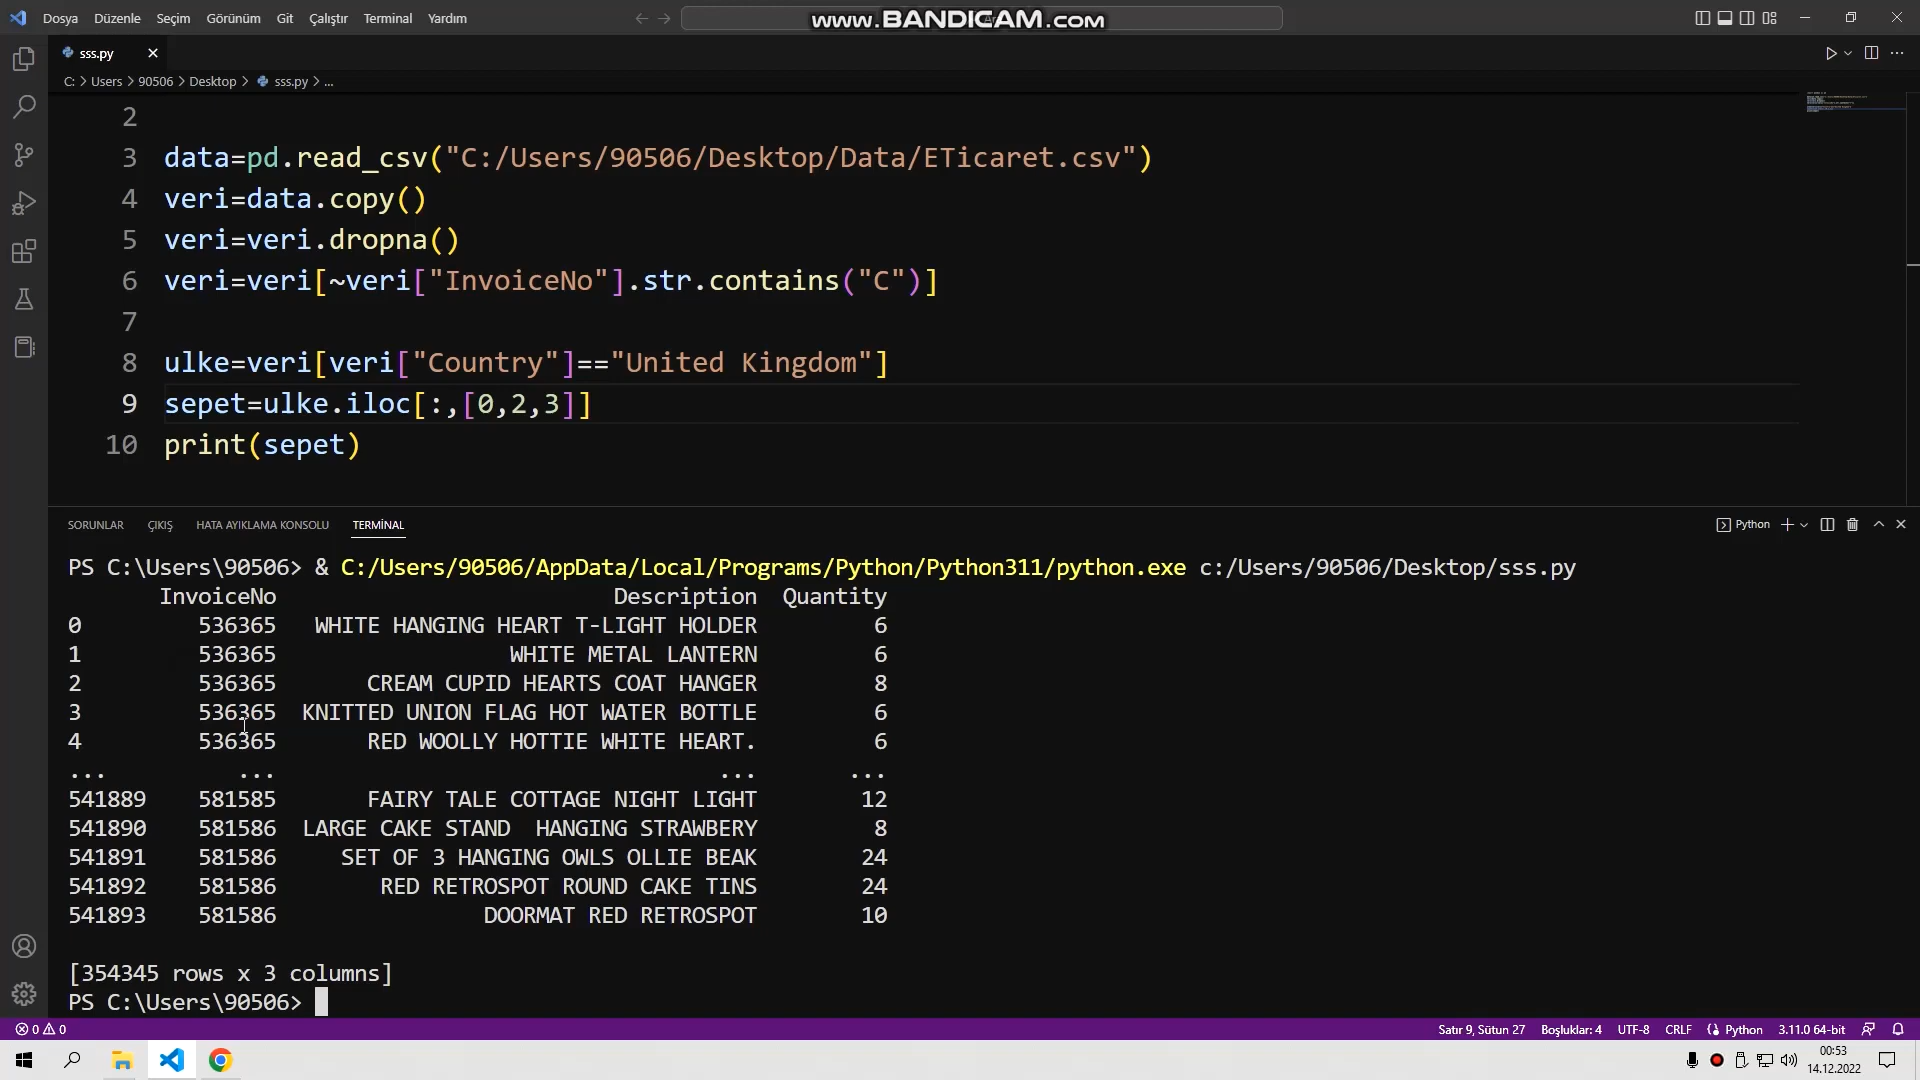 Dosya Düzenle Seçim Görünüm Git Çalıştır Terminal Yardım
www.BANDICAM.com
sss.py
C: > Users > 90506 > Desktop > sss.py > ...
2
3 data=pd.read_csv("C:/Users/90506/Desktop/Data/ETicaret.csv")
4 veri=data.copy()
5 veri=veri.dropna()
6 veri=veri[~veri["InvoiceNo"].str.contains("C")]
7
8 ulke=veri[veri["Country"]=="United Kingdom"]
9 sepet=ulke.iloc[:,[0,2,3]]
10 print(sepet)
SORUNLAR ÇIKIŞ HATA AYIKLAMA KONSOLU TERMİNAL Python
PS C:\Users\90506> & C:/Users/90506/AppData/Local/Programs/Python/Python311/python.exe c:/Users/90506/Desktop/sss.py
InvoiceNo Description Quantity
0 536365 WHITE HANGING HEART T-LIGHT HOLDER 6
1 536365 WHITE METAL LANTERN 6
2 536365 CREAM CUPID HEARTS COAT HANGER 8
3 536365 KNITTED UNION FLAG HOT WATER BOTTLE 6
4 536365 RED WOOLLY HOTTIE WHITE HEART. 6
... ... ... ...
541889 581585 FAIRY TALE COTTAGE NIGHT LIGHT 12
541890 581586 LARGE CAKE STAND  HANGING STRAWBERY 8
541891 581586 SET OF 3 HANGING OWLS OLLIE BEAK 24
541892 581586 RED RETROSPOT ROUND CAKE TINS 24
541893 581586 DOORMAT RED RETROSPOT 10
[354345 rows x 3 columns]
PS C:\Users\90506>
0 0 Satır 9, Sütun 27 Boşluklar: 4 UTF-8 CRLF Python 3.11.0 64-bit
00:53
14.12.2022